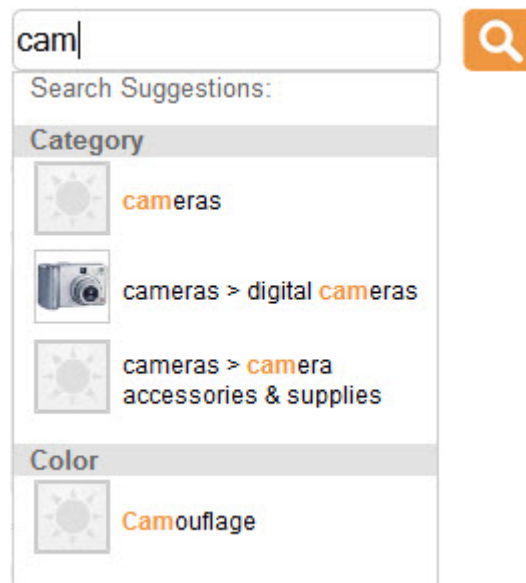 cam
Search Suggestions:
Category
cameras
cameras > digital cameras
cameras > camera
accessories & supplies
Color
Camouflage